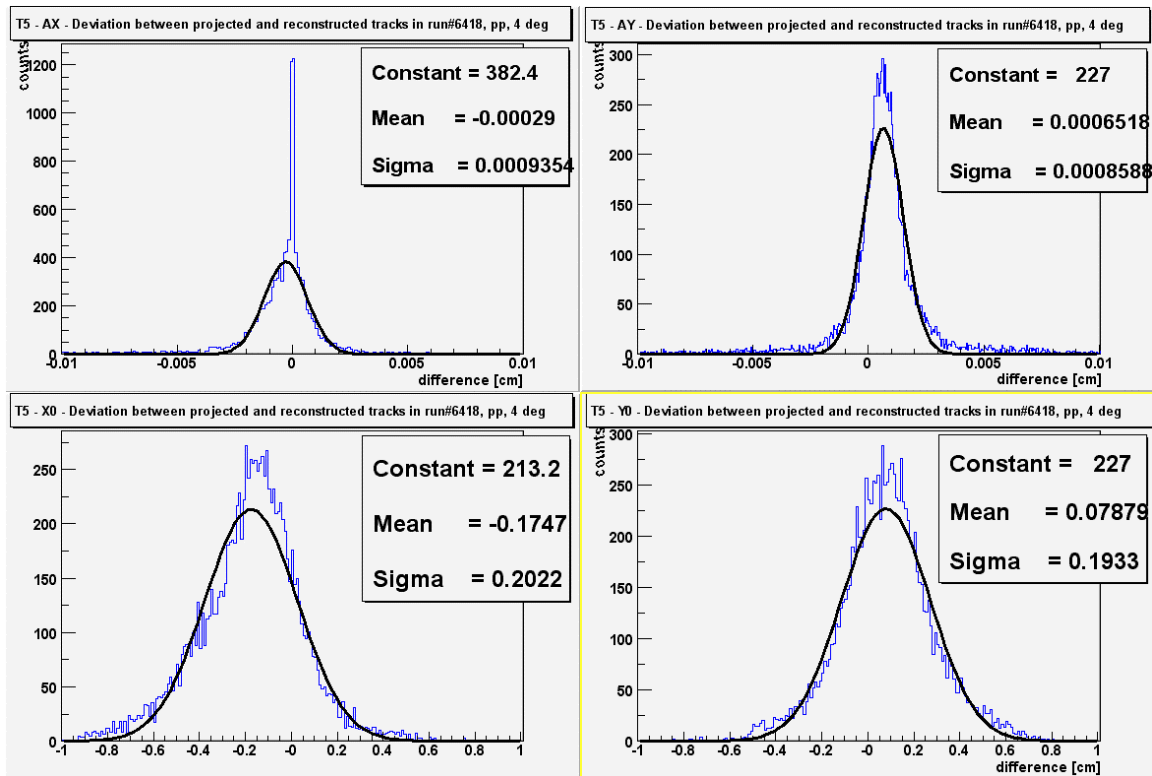 T5 - AX - Deviation between projected and reconstructed tracks in run#6418, pp, 4 deg
counts
1200
1000
800
600
400
200
0
-0.01
-0.005
0
0.005
0.01
difference [cm]
Constant = 382.4
Mean = -0.00029
Sigma = 0.0009354
T5 - AY - Deviation between projected and reconstructed tracks in run#6418, pp, 4 deg
counts
300
250
200
150
100
50
0
-0.01
-0.005
0
0.005
0.01
difference [cm]
Constant = 227
Mean = 0.0006518
Sigma = 0.0008588
T5 - X0 - Deviation between projected and reconstructed tracks in run#6418, pp, 4 deg
250
200
150
100
50
0
-1
-0.8
-0.6
-0.4
-0.2
-0
0.2
0.4
0.6
0.8
1
Constant = 213.2
Mean = -0.1747
Sigma = 0.2022
T5 - Y0 - Deviation between projected and reconstructed tracks in run#6418, pp, 4 deg
counts
300
250
200
150
100
50
0
-1
-0.8
-0.6
-0.4
-0.2
-0
0.2
0.4
0.6
0.8
1
difference [cm]
Constant = 227
Mean = 0.07879
Sigma = 0.1933